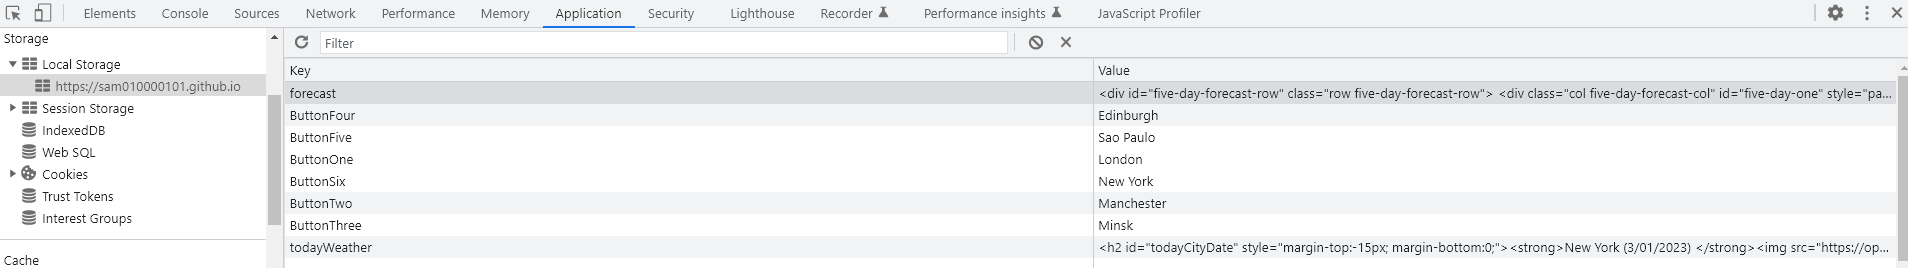 Elements Console Sources Network Performance Memory Application Security Lighthouse Recorder Performance insights JavaScript Profiler
Storage
Local Storage
https://sam010000101.github.io
Session Storage
IndexedDB
Web SQL
Cookies
Trust Tokens
Interest Groups
Cache
Filter
Key Value
forecast <div id="five-day-forecast-row" class="row five-day-forecast-row"> <div class="col five-day-forecast-col" id="five-day-one" style="pa...
ButtonFour Edinburgh
ButtonFive Sao Paulo
ButtonOne London
ButtonSix New York
ButtonTwo Manchester
ButtonThree Minsk
todayWeather <h2 id="todayCityDate" style="margin-top:-15px; margin-bottom:0;"><strong>New York (3/01/2023) </strong><img src="https://op...